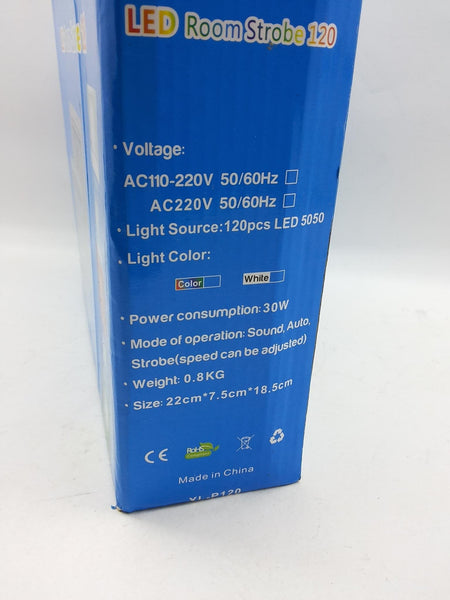 LED Room Strobe 120
· Voltage:
AC110-220V 50/60Hz
AC220V 50/60Hz
· Light Source:120pcs LED 5050
· Light Color:
Color White
· Power consumption: 30W
· Mode of operation: Sound, Auto,
Strobe(speed can be adjusted)
· Weight: 0.8KG
· Size: 22cm*7.5cm*18.5cm
CE RoHS
Made in China